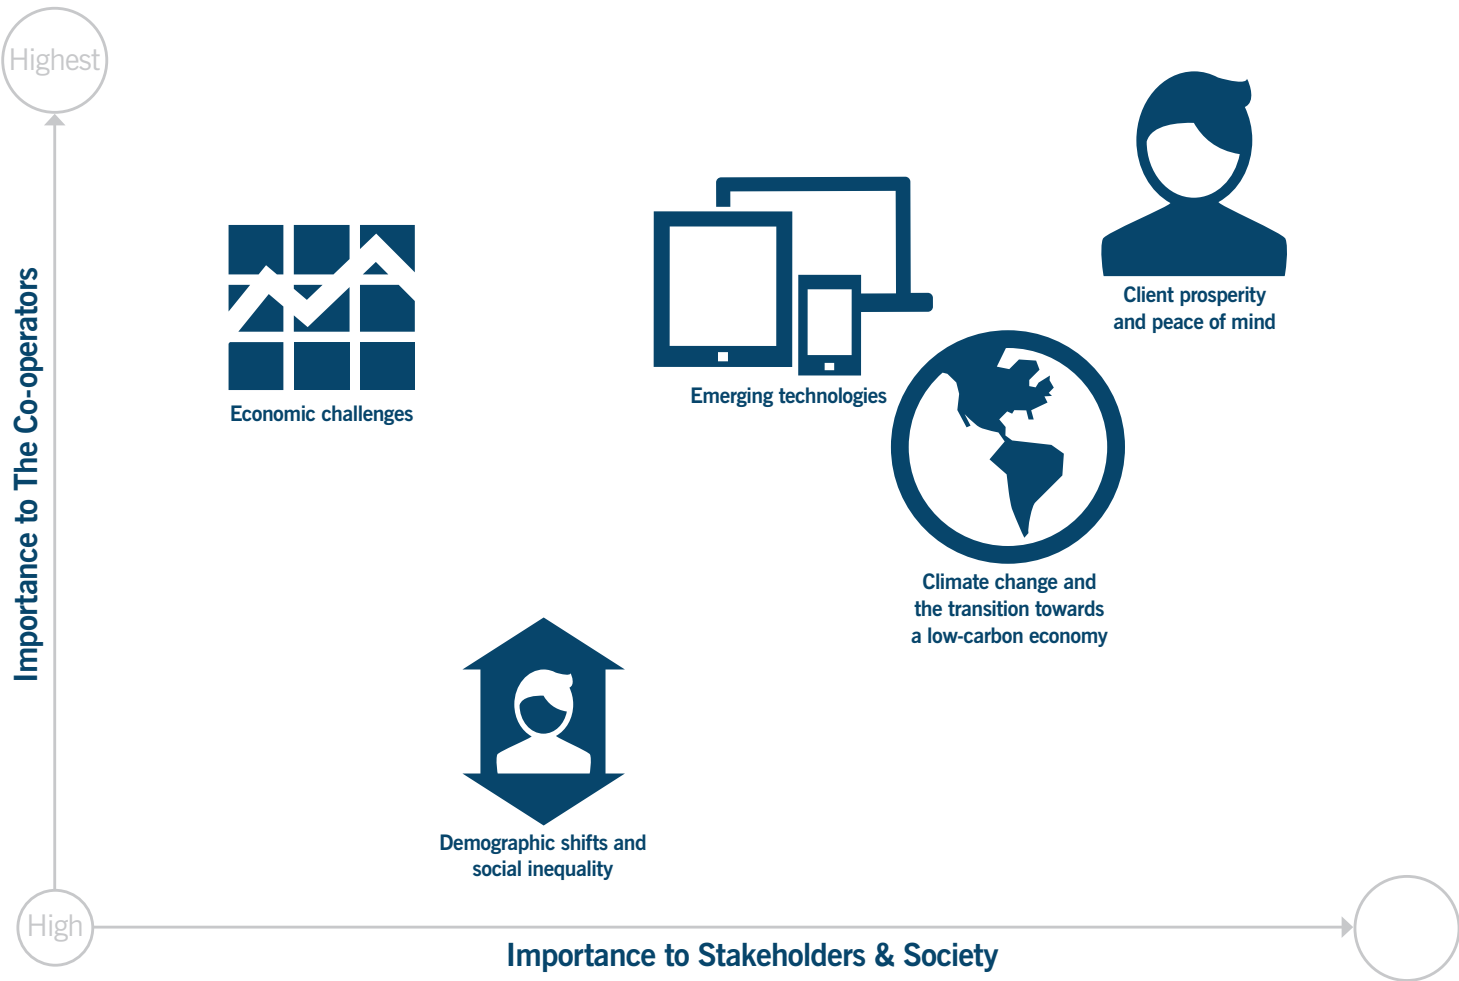 Highest
Importance to The Co-operators
Economic challenges
Emerging technologies
Client prosperity
and peace of mind
Climate change and
the transition towards
a low-carbon economy
Demographic shifts and
social inequality
High
Importance to Stakeholders & Society